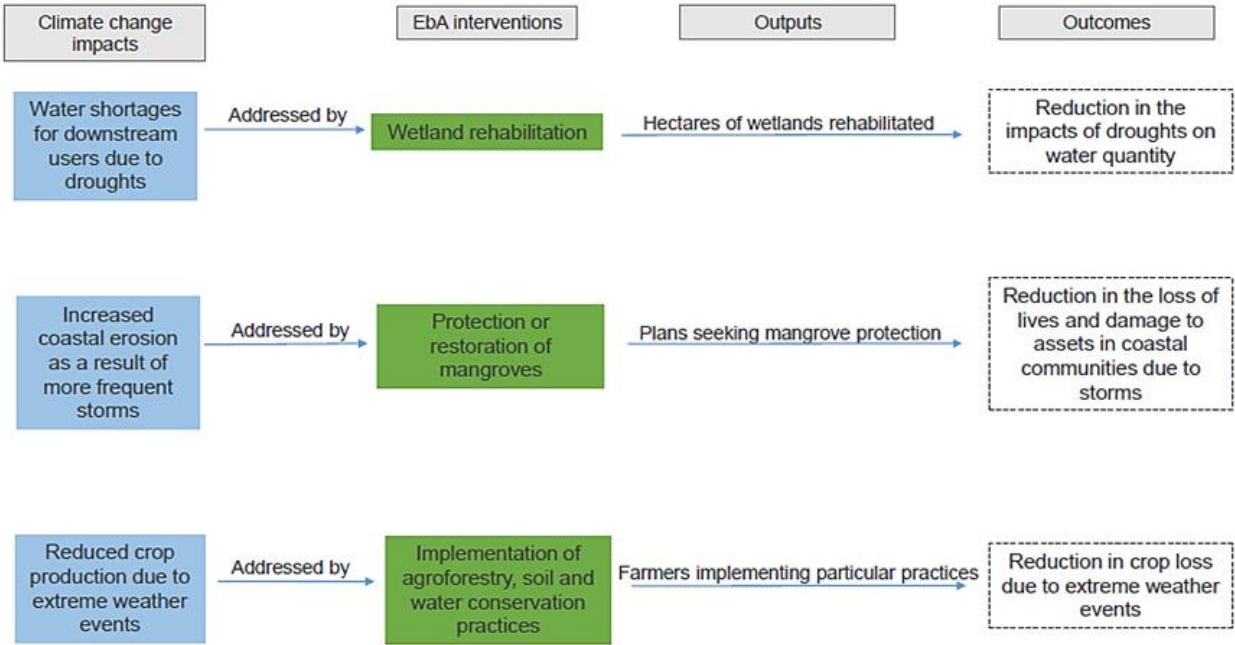 Climate change
impacts
EbA interventions
Outputs
Outcomes
Water shortages
for downstream
users due to
droughts
Addressed by
Wetland rehabilitation
Hectares of wetlands rehabilitated
Reduction in the
impacts of droughts on
water quantity
Increased
coastal erosion
as a result of
more frequent
storms
Addressed by
Protection or
restoration of
mangroves
Plans seeking mangrove protection
Reduction in the loss of
lives and damage to
assets in coastal
communities due to
storms
Reduced crop
production due to
extreme weather
events
Addressed by
Implementation of
agroforestry, soil and
water conservation
practices
Farmers implementing particular practices
Reduction in crop loss
due to extreme weather
events